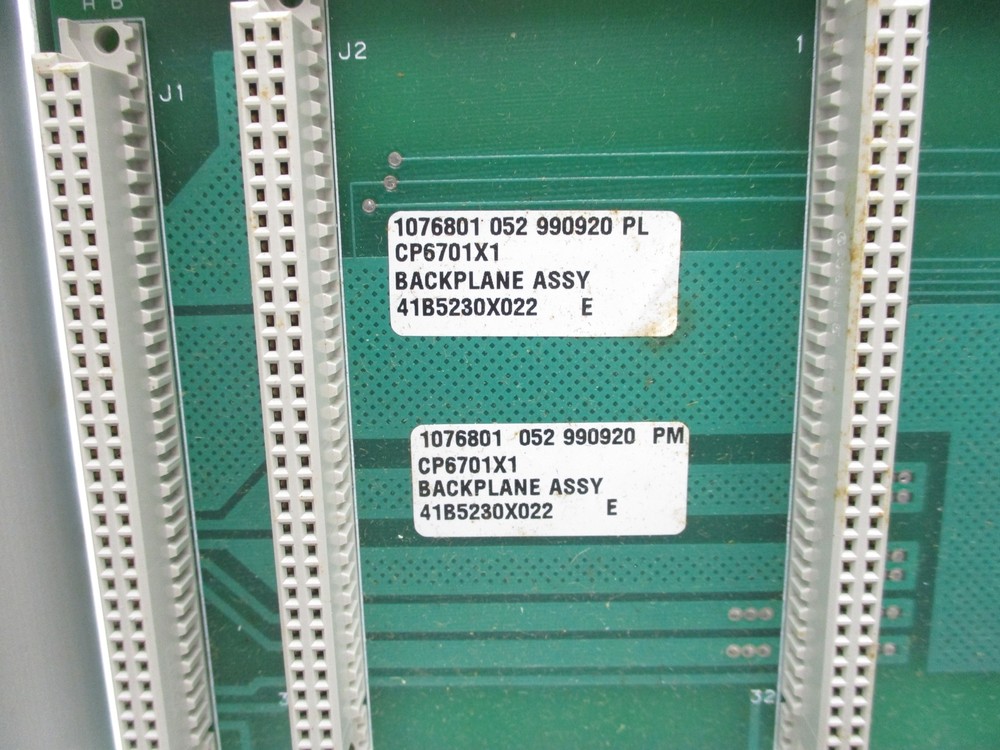 A B
J1
J2
1
1076801 052 990920 PL
CP6701X1
BACKPLANE ASSY
41B5230X022 E
1076801 052 990920 PM
CP6701X1
BACKPLANE ASSY
41B5230X022 E
32